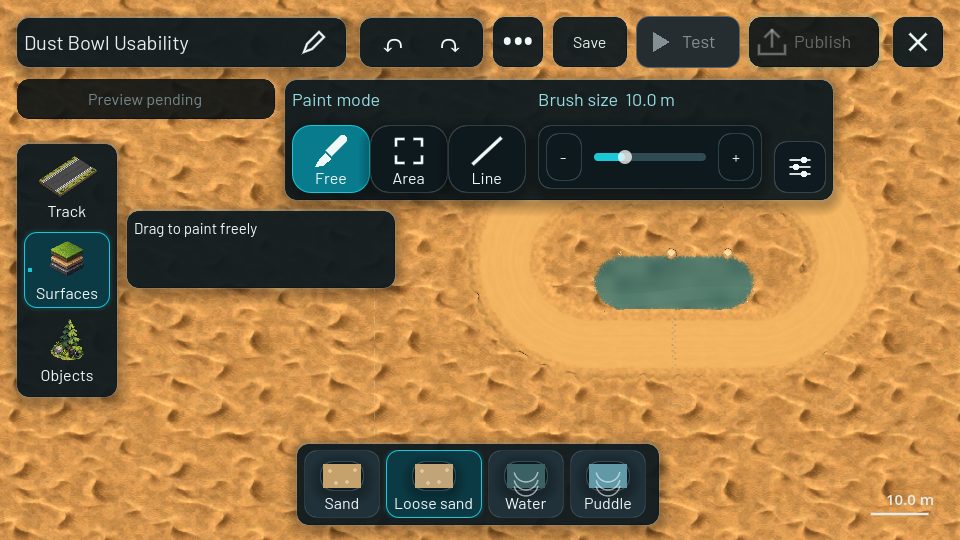 Dust Bowl Usability
Save
Test
Publish
Preview pending
Paint mode
Brush size 10.0 m
Free
Area
Line
-
+
Track
Surfaces
Objects
Drag to paint freely
Sand
Loose sand
Water
Puddle
10.0 m